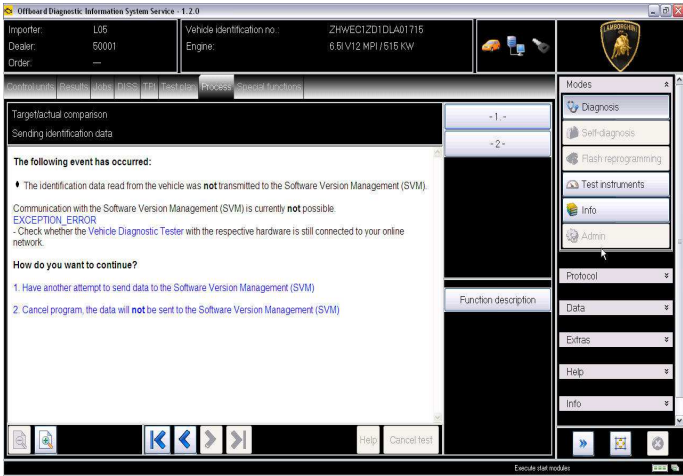 Offboard Diagnostic Information System Service - 1.2.0
Importer: L05
Dealer: 50001
Order: —
Vehicle identification no.: ZHWEC1ZD1DLA01715
Engine: 6.5l V12 MPI / 515 KW
LAMBORGHINI
Control units Results Jobs DISS TPI Test plan Process Special functions
Target/actual comparison
Sending identification data
The following event has occurred:
• The identification data read from the vehicle was not transmitted to the Software Version Management (SVM).
Communication with the Software Version Management (SVM) is currently not possible.
EXCEPTION_ERROR
- Check whether the Vehicle Diagnostic Tester with the respective hardware is still connected to your online
network.
How do you want to continue?
1. Have another attempt to send data to the Software Version Management (SVM)
2. Cancel program, the data will not be sent to the Software Version Management (SVM)
- 1 -
- 2 -
Function description
Help
Cancel test
Modes
Diagnosis
Self-diagnosis
Flash reprogramming
Test instruments
Info
Admin
Protocol
Data
Extras
Help
Info
Execute start modules